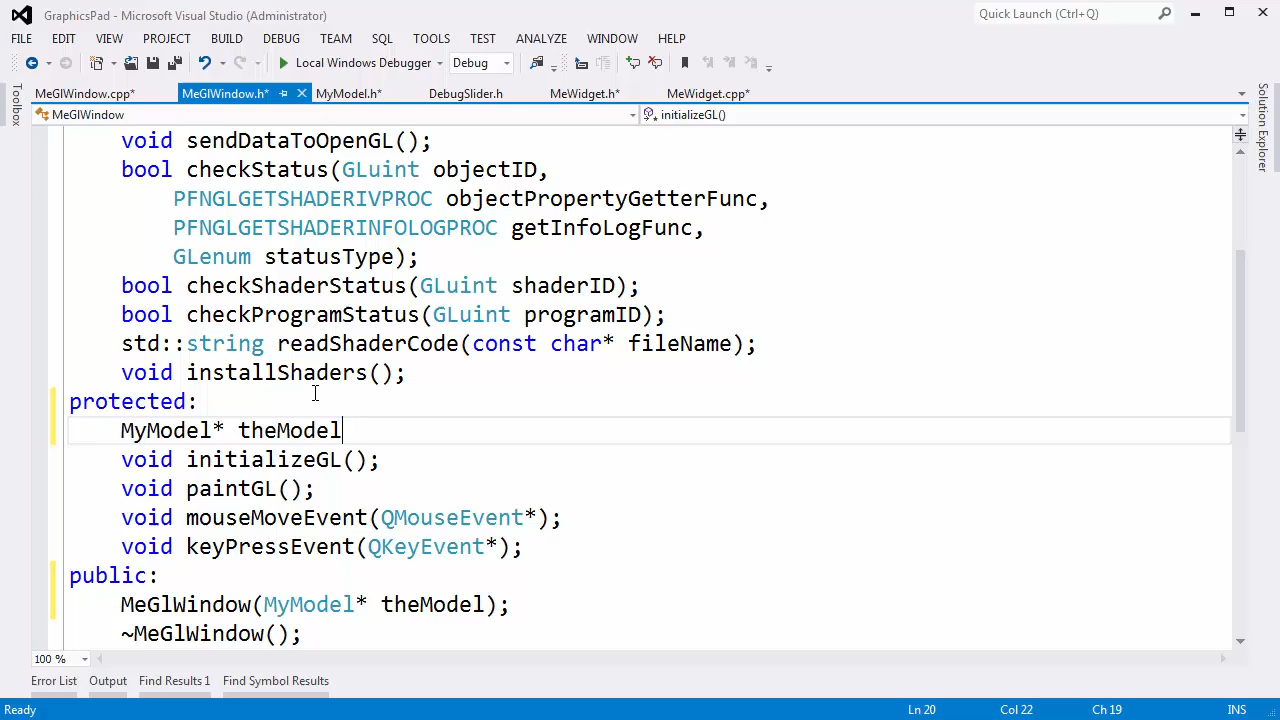 GraphicsPad - Microsoft Visual Studio (Administrator)
Quick Launch (Ctrl+Q)
FILE EDIT VIEW PROJECT BUILD DEBUG TEAM SQL TOOLS TEST ANALYZE WINDOW HELP
Local Windows Debugger Debug
MeGlWindow.cpp* MeGlWindow.h* MyModel.h* DebugSlider.h MeWidget.h* MeWidget.cpp*
MeGlWindow initializeGL()
Toolbox
Solution Explorer
void sendDataToOpenGL();
bool checkStatus(GLuint objectID,
PFNGLGETSHADERIVPROC objectPropertyGetterFunc,
PFNGLGETSHADERINFOLOGPROC getInfoLogFunc,
GLenum statusType);
bool checkShaderStatus(GLuint shaderID);
bool checkProgramStatus(GLuint programID);
std::string readShaderCode(const char* fileName);
void installShaders();
protected:
MyModel* theModel
void initializeGL();
void paintGL();
void mouseMoveEvent(QMouseEvent*);
void keyPressEvent(QKeyEvent*);
public:
MeGlWindow(MyModel* theModel);
~MeGlWindow();
100 %
Error List Output Find Results 1 Find Symbol Results
Ready Ln 20 Col 22 Ch 19 INS